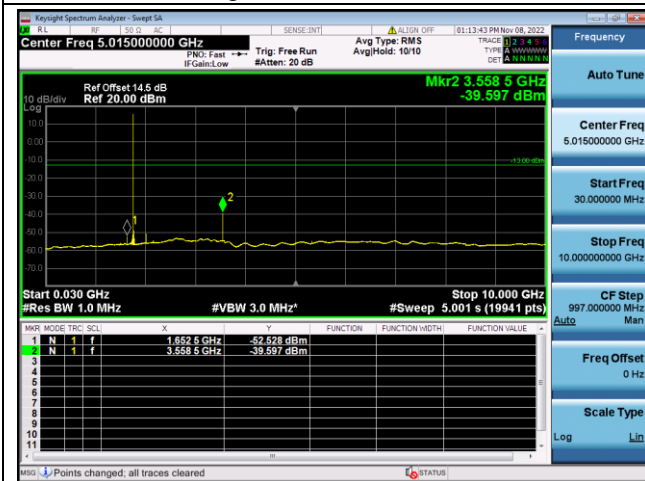 Keysight Spectrum Analyzer - Swept SA
RL RF 50 Ω AC SENSE:INT ALIGN OFF 01:13:43 PM Nov 08, 2022
Center Freq 5.015000000 GHz
PNO: Fast
IFGain:Low
Trig: Free Run
#Atten: 20 dB
Avg Type: RMS
Avg|Hold: 10/10
TRACE 1 2 3 4 5 6
TYPE A WWWWW
DET A N N N N N
Ref Offset 14.5 dB
10 dB/div Ref 20.00 dBm
Log
Mkr2 3.558 5 GHz
-39.597 dBm
10.0
0.00
-10.0
-13.00 dBm
-20.0
-30.0
2
-40.0
1
-50.0
-60.0
-70.0
Start 0.030 GHz Stop 10.000 GHz
#Res BW 1.0 MHz #VBW 3.0 MHz* #Sweep 5.001 s (19941 pts)
MKR MODE TRC SCL X Y FUNCTION FUNCTION WIDTH FUNCTION VALUE
1 N 1 f 1.652 5 GHz -52.528 dBm
2 N 1 f 3.558 5 GHz -39.597 dBm
3
4
5
6
7
8
9
10
11
MSG Points changed; all traces cleared STATUS
Frequency
Auto Tune
Center Freq
5.015000000 GHz
Start Freq
30.000000 MHz
Stop Freq
10.000000000 GHz
CF Step
997.000000 MHz
Auto Man
Freq Offset
0 Hz
Scale Type
Log Lin